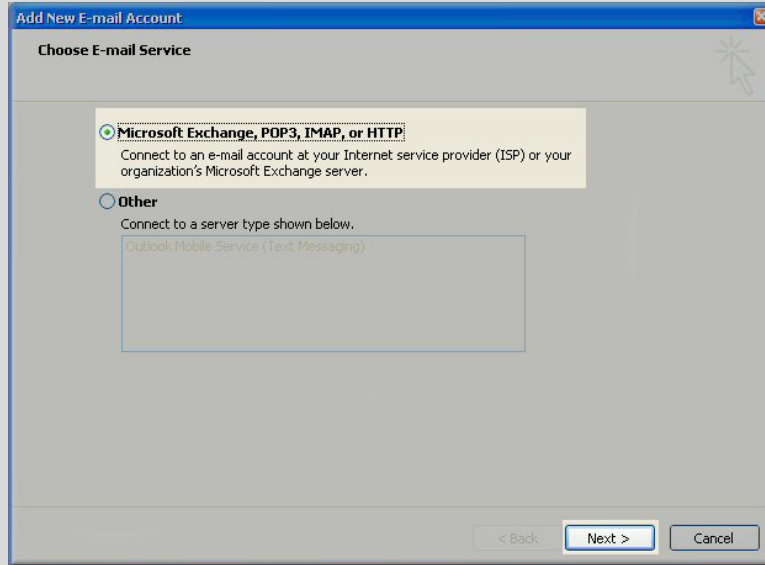 Add New E-mail Account
Choose E-mail Service
Microsoft Exchange, POP3, IMAP, or HTTP
Connect to an e-mail account at your Internet service provider (ISP) or your
organization's Microsoft Exchange server.
Other
Connect to a server type shown below.
Outlook Mobile Service (Text Messaging)
< Back
Next >
Cancel